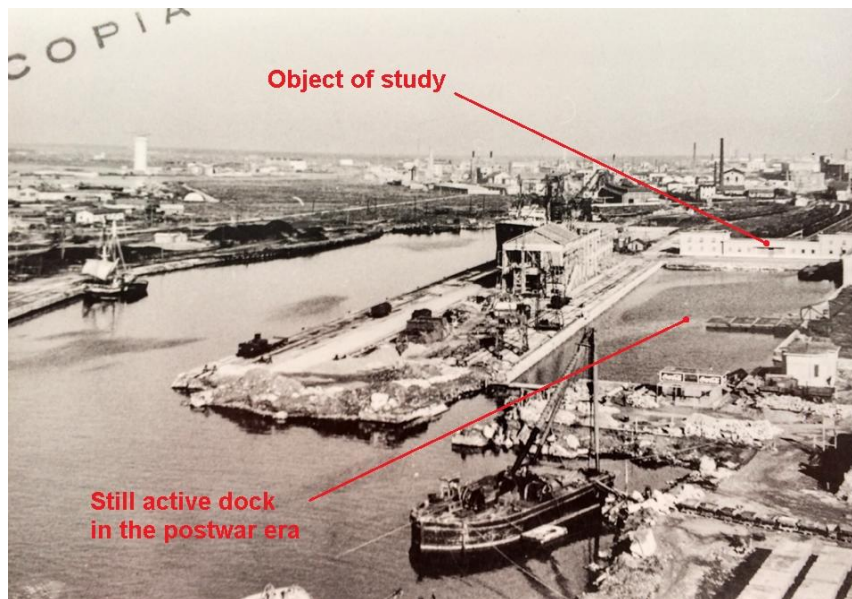 COPIA
Object of study
Still active dock
in the postwar era